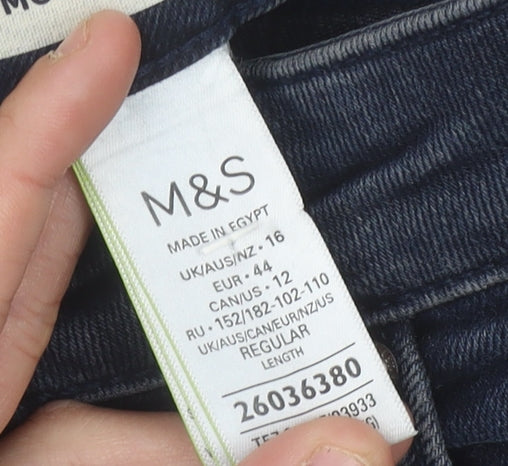 M&S
MADE IN EGYPT
UK/AUS/NZ • 16
EUR • 44
CAN/US • 12
RU • 152/182-102-110
UK/AUS/CAN/EUR/NZ/US
REGULAR
LENGTH
26036380